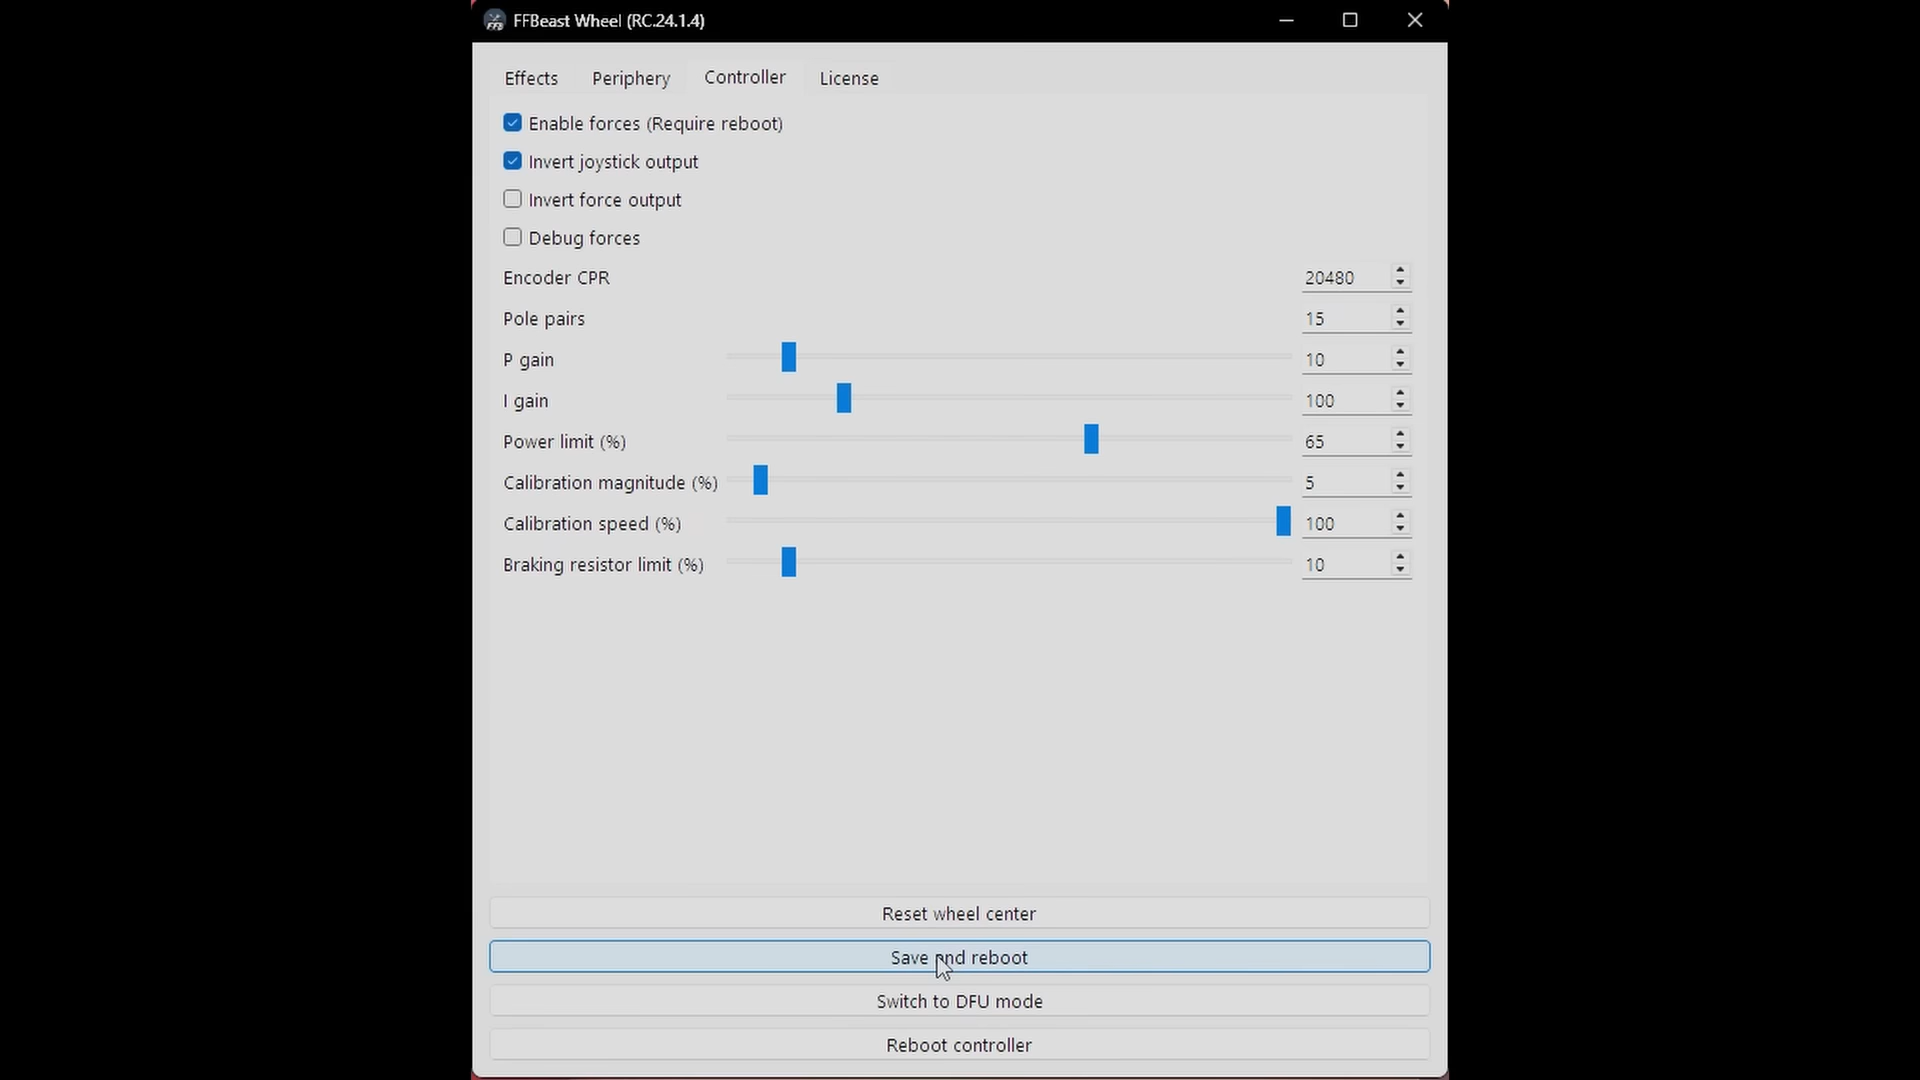 FFBeast Wheel (RC.24.1.4)
Effects Periphery Controller License
Enable forces (Require reboot)
Invert joystick output
Invert force output
Debug forces
Encoder CPR 20480
Pole pairs 15
P gain 10
I gain 100
Power limit (%) 65
Calibration magnitude (%) 5
Calibration speed (%) 100
Braking resistor limit (%) 10
Reset wheel center
Save and reboot
Switch to DFU mode
Reboot controller